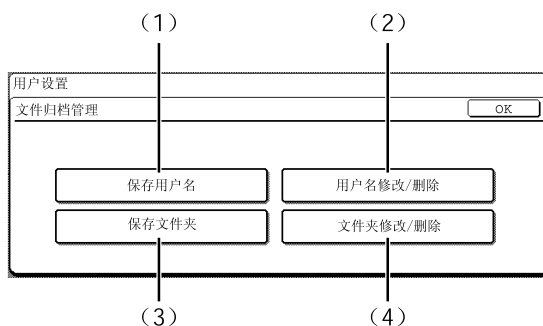 （1） （2）
用户设置
文件归档管理 OK
保存用户名 用户名修改/删除
保存文件夹 文件夹修改/删除
（3） （4）